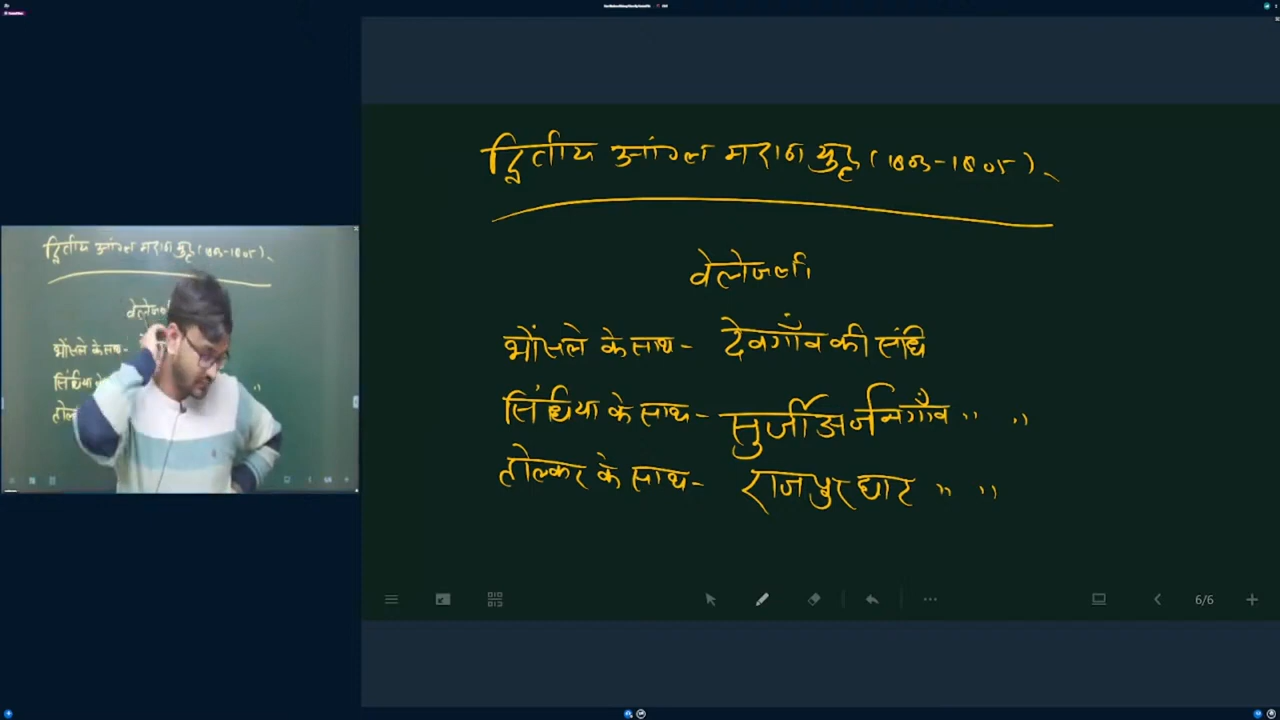 द्वितीय आंग्ल मराठा युद्ध (1803-1805)
वेलेजली
भोंसले के साथ - देवगाँव की संधि
सिंधिया के साथ - सुर्जीअर्जनगाँव " "
होल्कर के साथ - राजपुरघाट " "
6/6